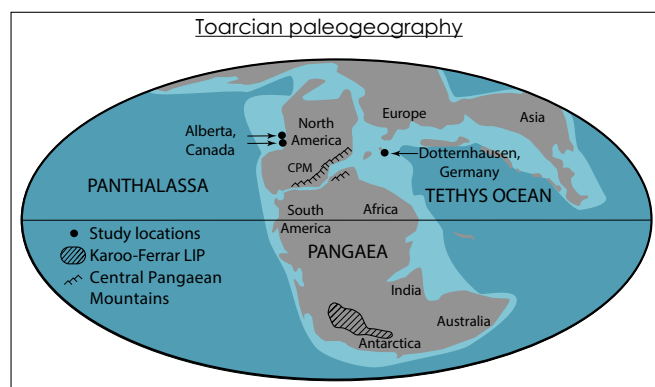 Toarcian paleogeography
Europe
Asia
North
America
Alberta,
Canada
Dotternhausen,
Germany
CPM
PANTHALASSA
TETHYS OCEAN
South
America
Africa
PANGAEA
Study locations
Karoo-Ferrar LIP
Central Pangaean
Mountains
India
Australia
Antarctica